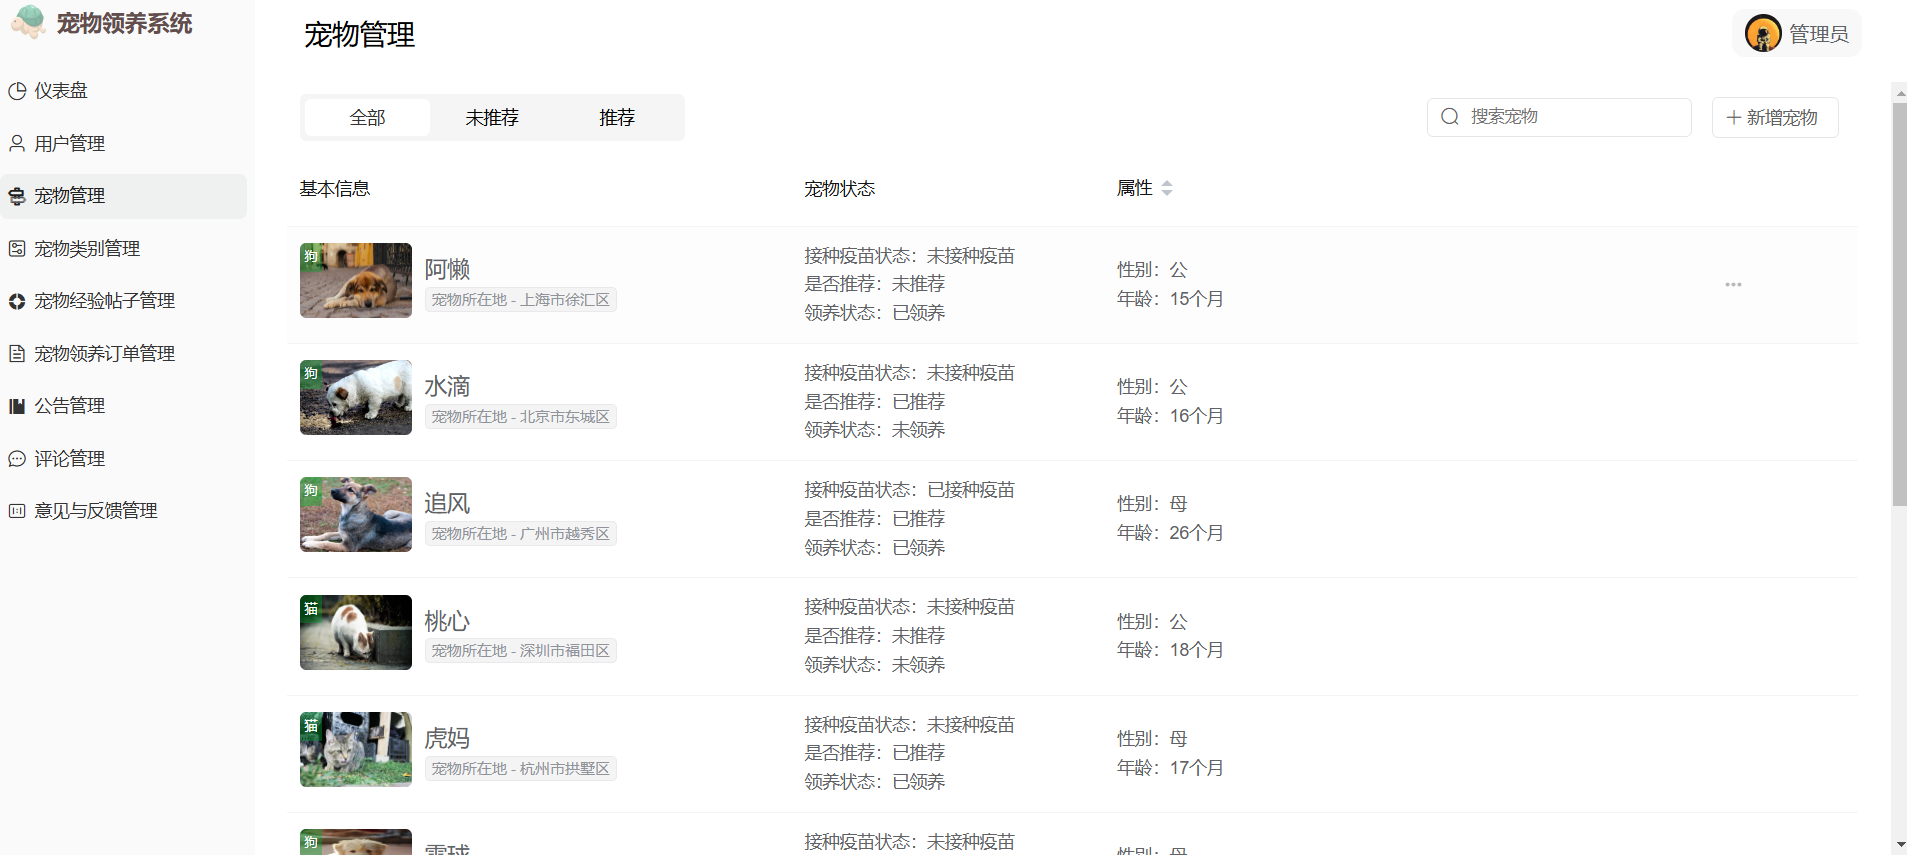 宠物领养系统
宠物管理
管理员
仪表盘
用户管理
宠物管理
宠物类别管理
宠物经验帖子管理
宠物领养订单管理
公告管理
评论管理
意见与反馈管理
全部
未推荐
推荐
搜索宠物
新增宠物
基本信息
宠物状态
属性
狗
阿懒
宠物所在地 - 上海市徐汇区
接种疫苗状态：未接种疫苗
是否推荐：未推荐
领养状态：已领养
性别：公
年龄：15个月
狗
水滴
宠物所在地 - 北京市东城区
接种疫苗状态：未接种疫苗
是否推荐：已推荐
领养状态：未领养
性别：公
年龄：16个月
狗
追风
宠物所在地 - 广州市越秀区
接种疫苗状态：已接种疫苗
是否推荐：已推荐
领养状态：已领养
性别：母
年龄：26个月
猫
桃心
宠物所在地 - 深圳市福田区
接种疫苗状态：未接种疫苗
是否推荐：未推荐
领养状态：未领养
性别：公
年龄：18个月
猫
虎妈
宠物所在地 - 杭州市拱墅区
接种疫苗状态：未接种疫苗
是否推荐：已推荐
领养状态：已领养
性别：母
年龄：17个月
狗
雪球
接种疫苗状态：未接种疫苗
性别：母